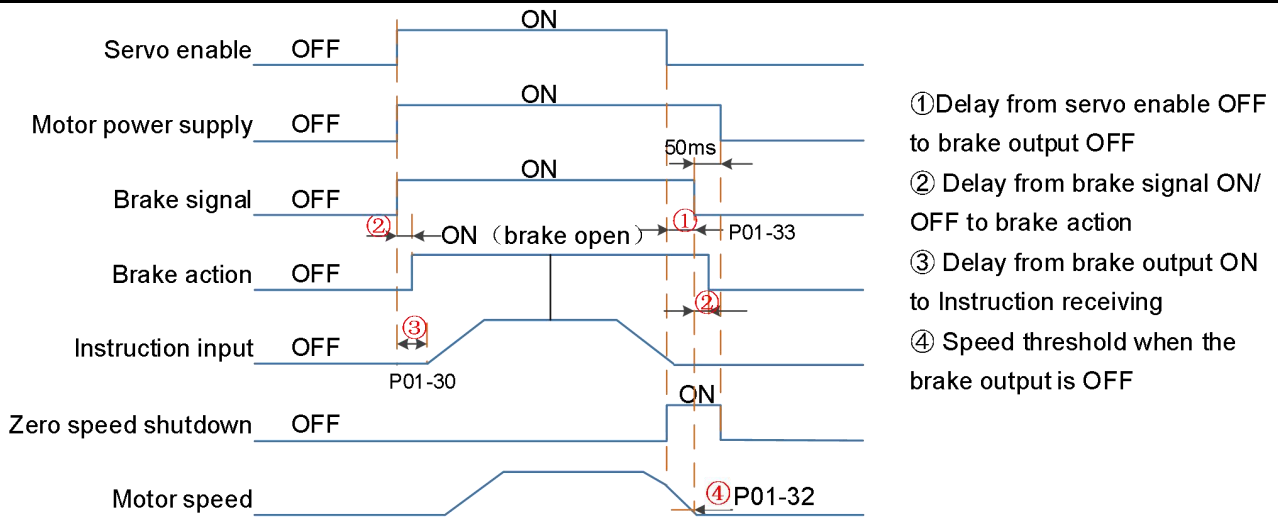 ON
Servo enable OFF
ON
Motor power supply OFF
50ms
ON
Brake signal OFF
② ON（brake open） ① P01-33
Brake action OFF
②
③
Instruction input OFF
P01-30
ON
Zero speed shutdown OFF
Motor speed
④ P01-32
①Delay from servo enable OFF
to brake output OFF
② Delay from brake signal ON/
OFF to brake action
③ Delay from brake output ON
to Instruction receiving
④ Speed threshold when the
brake output is OFF